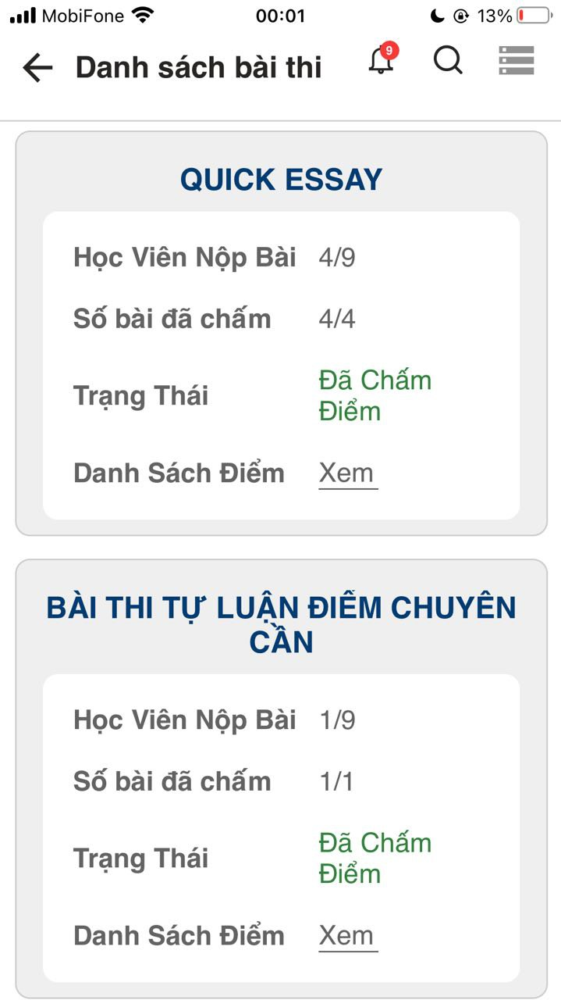 MobiFone 00:01 13%
Danh sách bài thi 9
QUICK ESSAY
Học Viên Nộp Bài 4/9
Số bài đã chấm 4/4
Trạng Thái Đã Chấm
Điểm
Danh Sách Điểm Xem
BÀI THI TỰ LUẬN ĐIỂM CHUYÊN
CẦN
Học Viên Nộp Bài 1/9
Số bài đã chấm 1/1
Trạng Thái Đã Chấm
Điểm
Danh Sách Điểm Xem